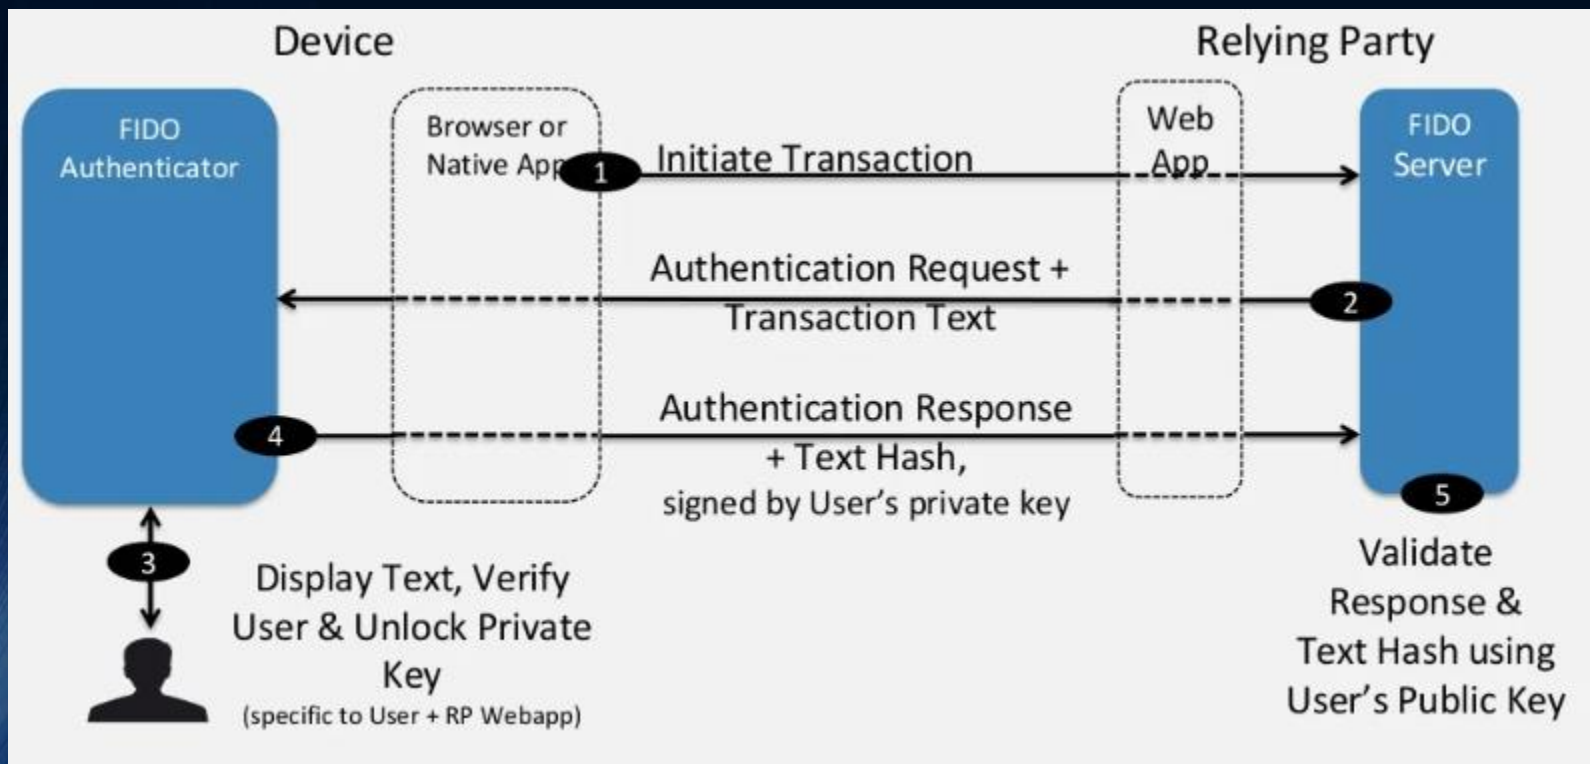 Device
Relying Party
FIDO
Authenticator
Browser or
Native App
Web
App
FIDO
Server
1
Initiate Transaction
Authentication Request +
Transaction Text
2
Authentication Response
+ Text Hash,
signed by User's private key
4
3
Display Text, Verify
User & Unlock Private
Key
(specific to User + RP Webapp)
5
Validate
Response &
Text Hash using
User's Public Key